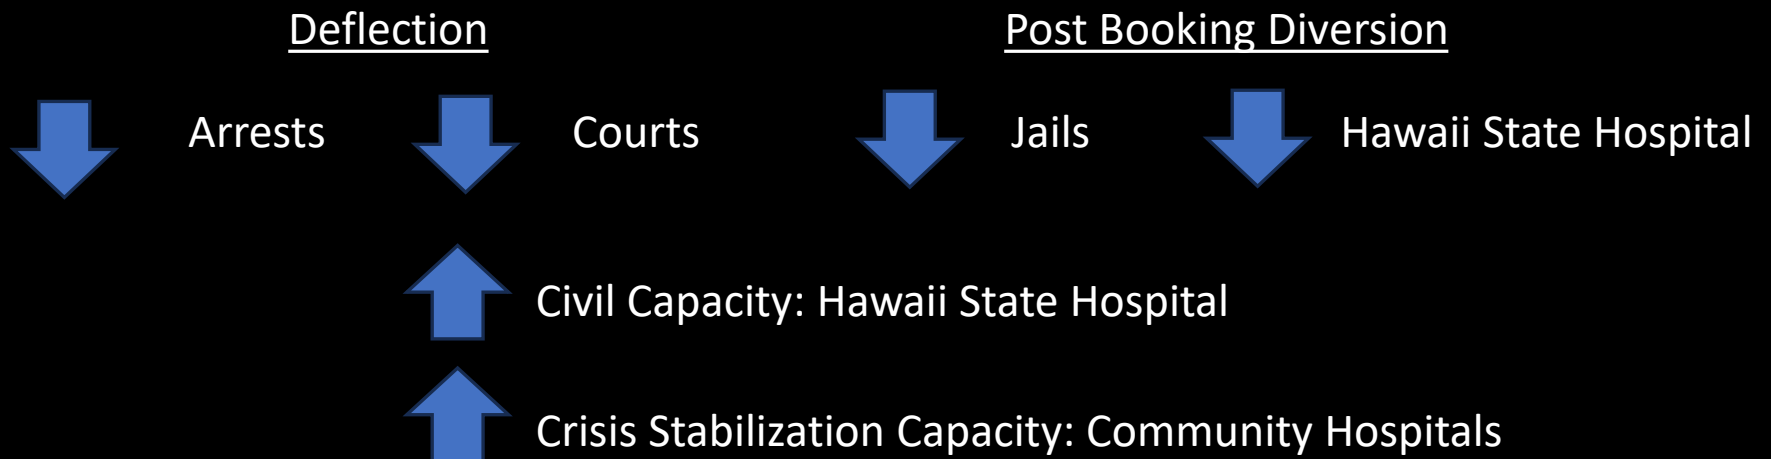 Deflection
Post Booking Diversion
Arrests
Courts
Jails
Hawaii State Hospital
Civil Capacity: Hawaii State Hospital
Crisis Stabilization Capacity: Community Hospitals